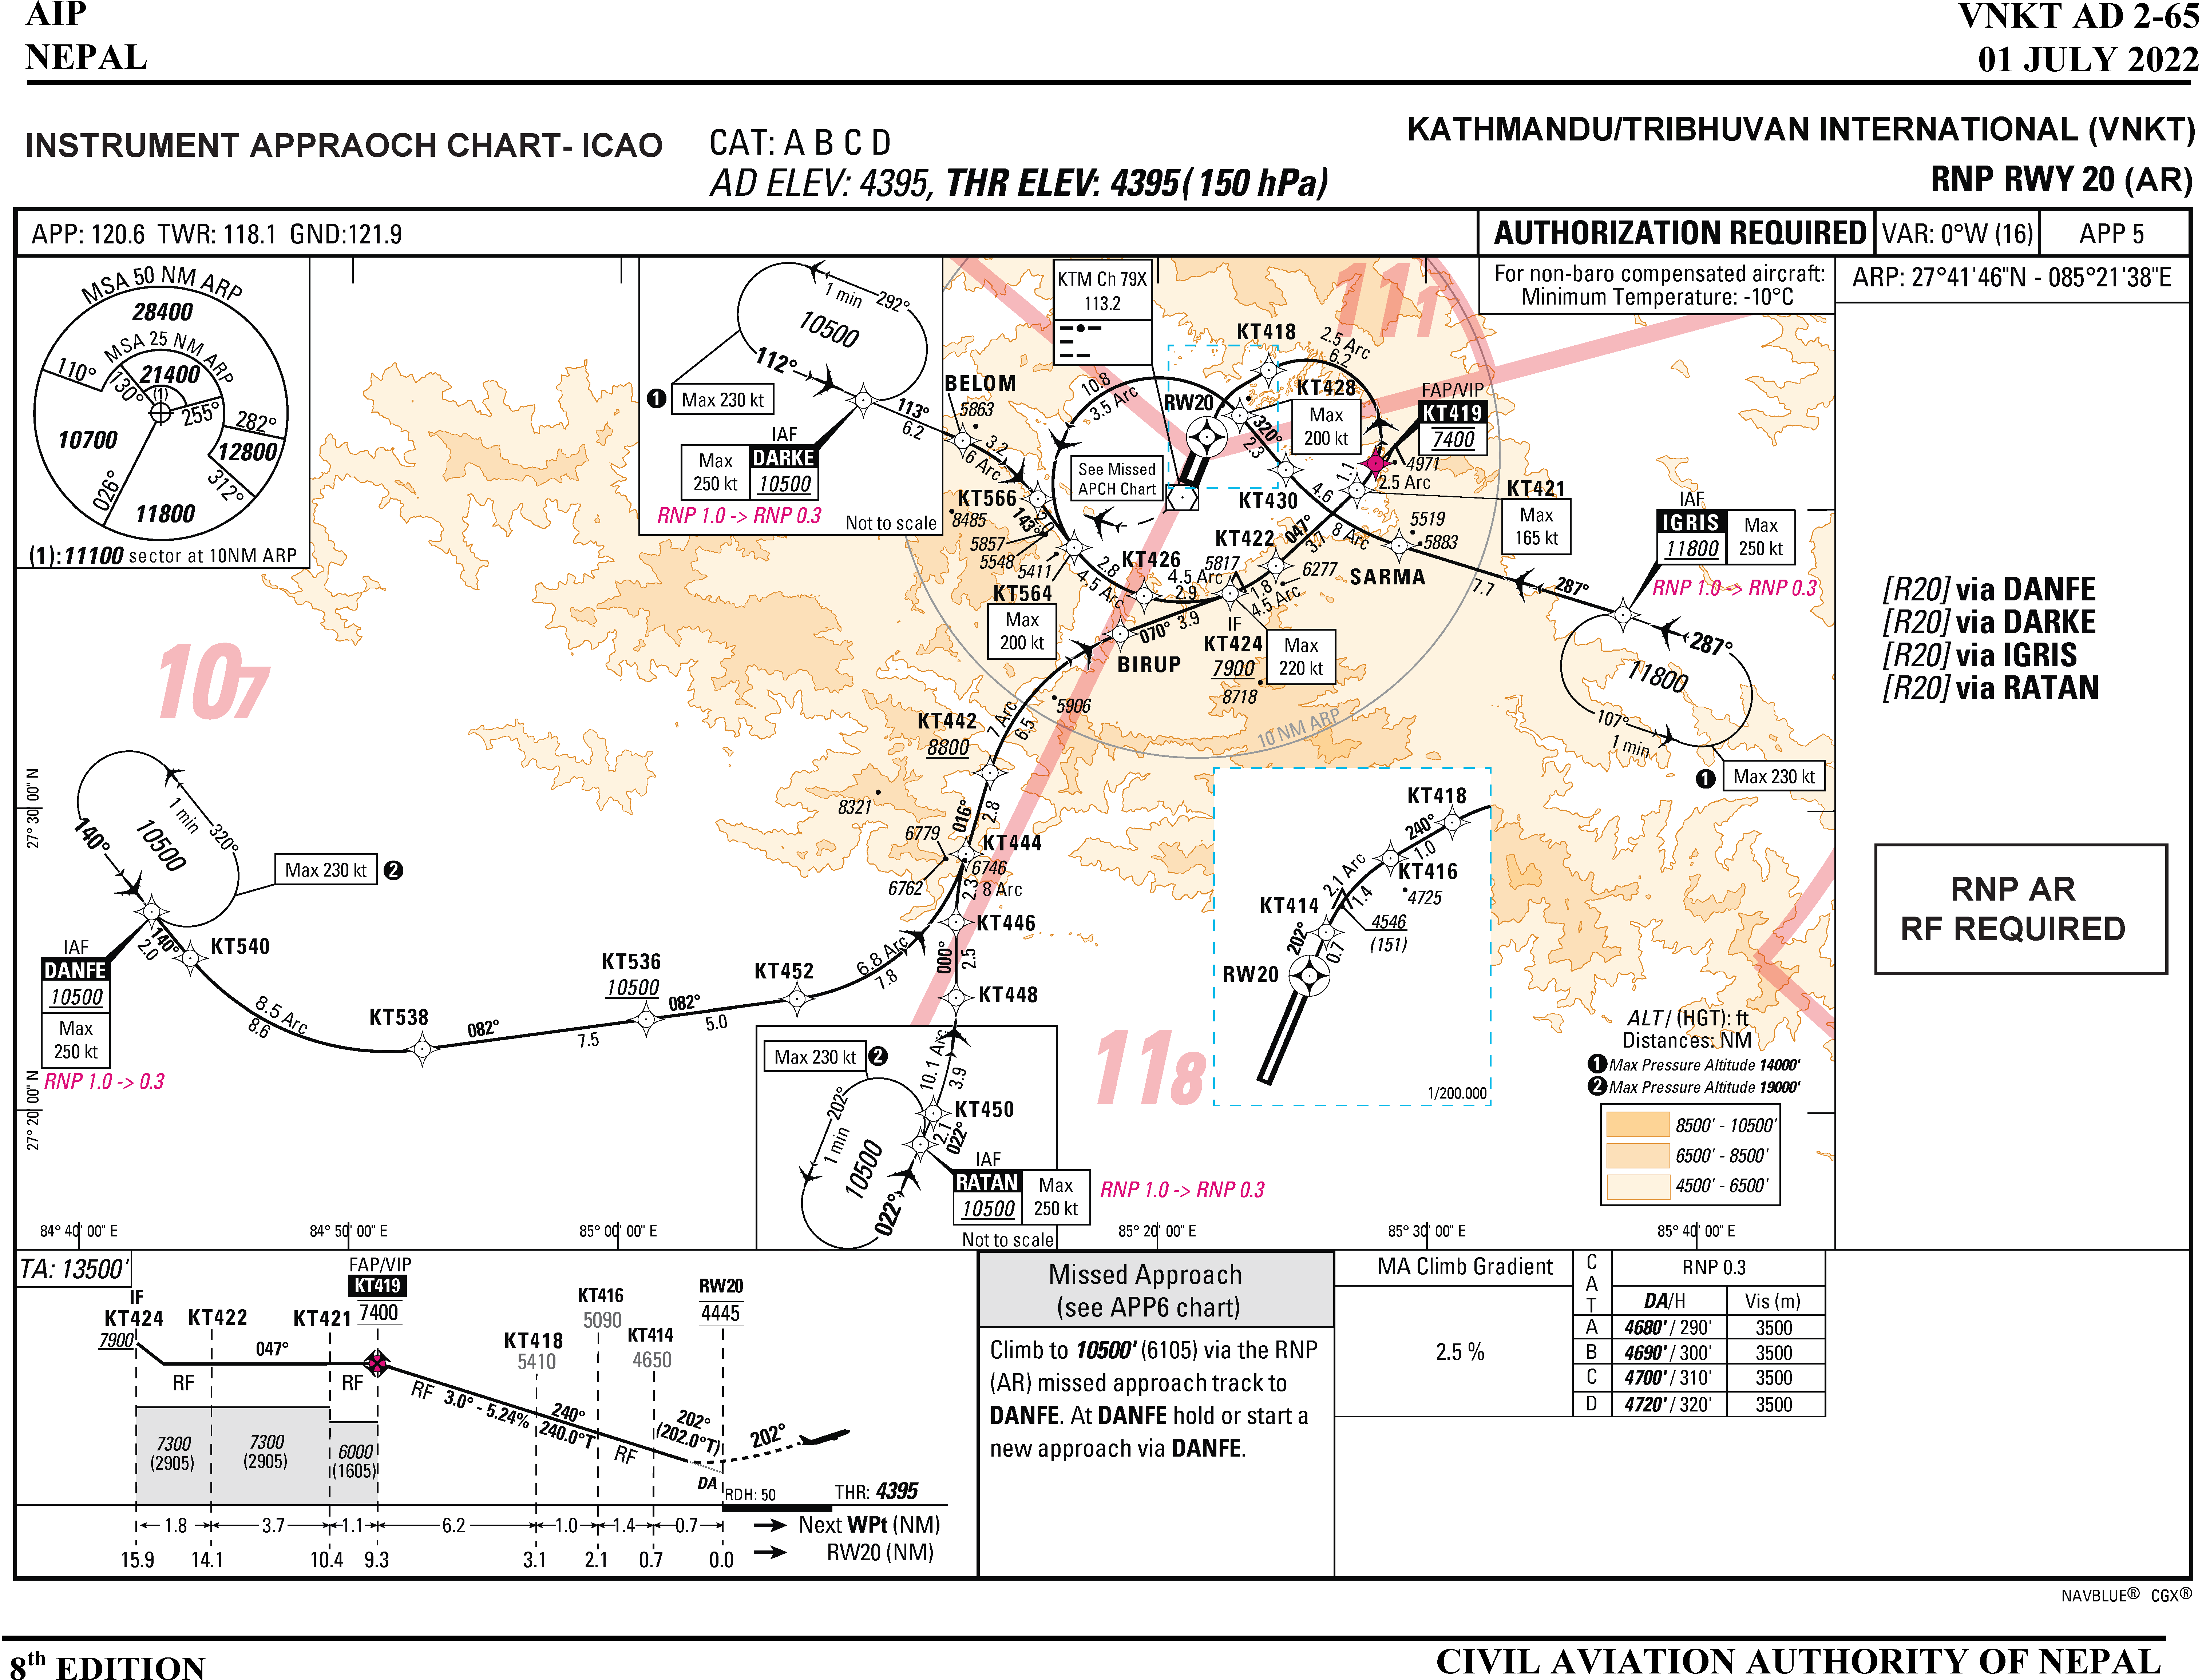 AIP
NEPAL
VNKT AD 2-65
01 JULY 2022
INSTRUMENT APPRAOCH CHART- ICAO
CAT: A B C D
AD ELEV: 4395, THR ELEV: 4395(150 hPa)
KATHMANDU/TRIBHUVAN INTERNATIONAL (VNKT)
RNP RWY 20 (AR)
APP: 120.6 TWR: 118.1 GND:121.9
AUTHORIZATION REQUIRED
VAR: 0°W (16)
APP 5
MSA 50 NM ARP
28400
MSA 25 NM ARP
21400
110°
130°
(1)
255°
282°
10700
12800
026°
312°
11800
(1):11100 sector at 10NM ARP
1 min
292°
10500
112°
❶ Max 230 kt
IAF
DARKE
10500
Max
250 kt
RNP 1.0 -> RNP 0.3
Not to scale
113°
6.2
KTM Ch 79X
113.2
For non-baro compensated aircraft:
Minimum Temperature: -10°C
ARP: 27°41'46"N - 085°21'38"E
111
107
118
BELOM
5863
3.2
6 Arc
KT566
8485
143°
2.0
5857
5548
5411
KT564
Max
200 kt
10.8
3.5 Arc
RW20
See Missed
APCH Chart
KT418
2.5 Arc
6.2
KT428
Max
200 kt
320°
2.3
KT430
4.6
8 Arc
FAP/VIP
KT419
7400
4971
1.1
2.5 Arc
KT421
Max
165 kt
5519
5883
SARMA
7.7
287°
IAF
IGRIS
11800
Max
250 kt
RNP 1.0 -> RNP 0.3
287°
11800
107°
1 min
❶ Max 230 kt
KT422
047°
3.7
6277
5817
KT426
2.8
4.5 Arc
4.5 Arc
2.9
1.8
4.5 Arc
IF
KT424
7900
8718
Max
220 kt
070°
3.9
BIRUP
10 NM ARP
5906
7 Arc
6.5
KT442
8800
8321
016°
2.8
6779
KT444
6746
6762
2.3
8 Arc
KT446
000°
2.5
KT448
[R20] via DANFE
[R20] via DARKE
[R20] via IGRIS
[R20] via RATAN
RNP AR
RF REQUIRED
27° 30' 00" N
27° 20' 00" N
140°
1 min
320°
10500
Max 230 kt ❷
IAF
DANFE
10500
Max
250 kt
RNP 1.0 -> 0.3
140°
2.0
KT540
8.5 Arc
8.6
KT538
082°
7.5
KT536
10500
082°
5.0
KT452
6.8 Arc
7.8
Max 230 kt ❷
10.1 Arc
3.9
202°
1 min
10500
022°
KT450
2.1
022°
IAF
RATAN
10500
Max
250 kt
RNP 1.0 -> RNP 0.3
Not to scale
KT418
240°
1.0
KT416
4725
2.1 Arc
1.4
KT414
4546
(151)
202°
0.7
RW20
1/200.000
ALT / (HGT): ft
Distances: NM
❶ Max Pressure Altitude 14000'
❷ Max Pressure Altitude 19000'
8500' - 10500'
6500' - 8500'
4500' - 6500'
84° 40' 00" E
84° 50' 00" E
85° 00' 00" E
85° 20' 00" E
85° 30' 00" E
85° 40' 00" E
TA: 13500'
IF
KT424
7900
KT422
KT421
FAP/VIP
KT419
7400
KT418
5410
KT416
5090
KT414
4650
RW20
4445
047°
RF
RF
RF
3.0° - 5.24%
240°
240.0°T
RF
202°
(202.0°T)
202°
DA
RDH: 50
THR: 4395
7300
(2905)
7300
(2905)
6000
(1605)
1.8 3.7 1.1 6.2 1.0 1.4 0.7 Next WPt (NM)
15.9 14.1 10.4 9.3 3.1 2.1 0.7 0.0 RW20 (NM)
Missed Approach
(see APP6 chart)
Climb to 10500' (6105) via the RNP
(AR) missed approach track to
DANFE. At DANFE hold or start a
new approach via DANFE.
MA Climb Gradient
2.5 %
CAT
RNP 0.3
DA/H Vis (m)
A 4680' / 290' 3500
B 4690' / 300' 3500
C 4700' / 310' 3500
D 4720' / 320' 3500
NAVBLUE® CGX®
8th EDITION
CIVIL AVIATION AUTHORITY OF NEPAL